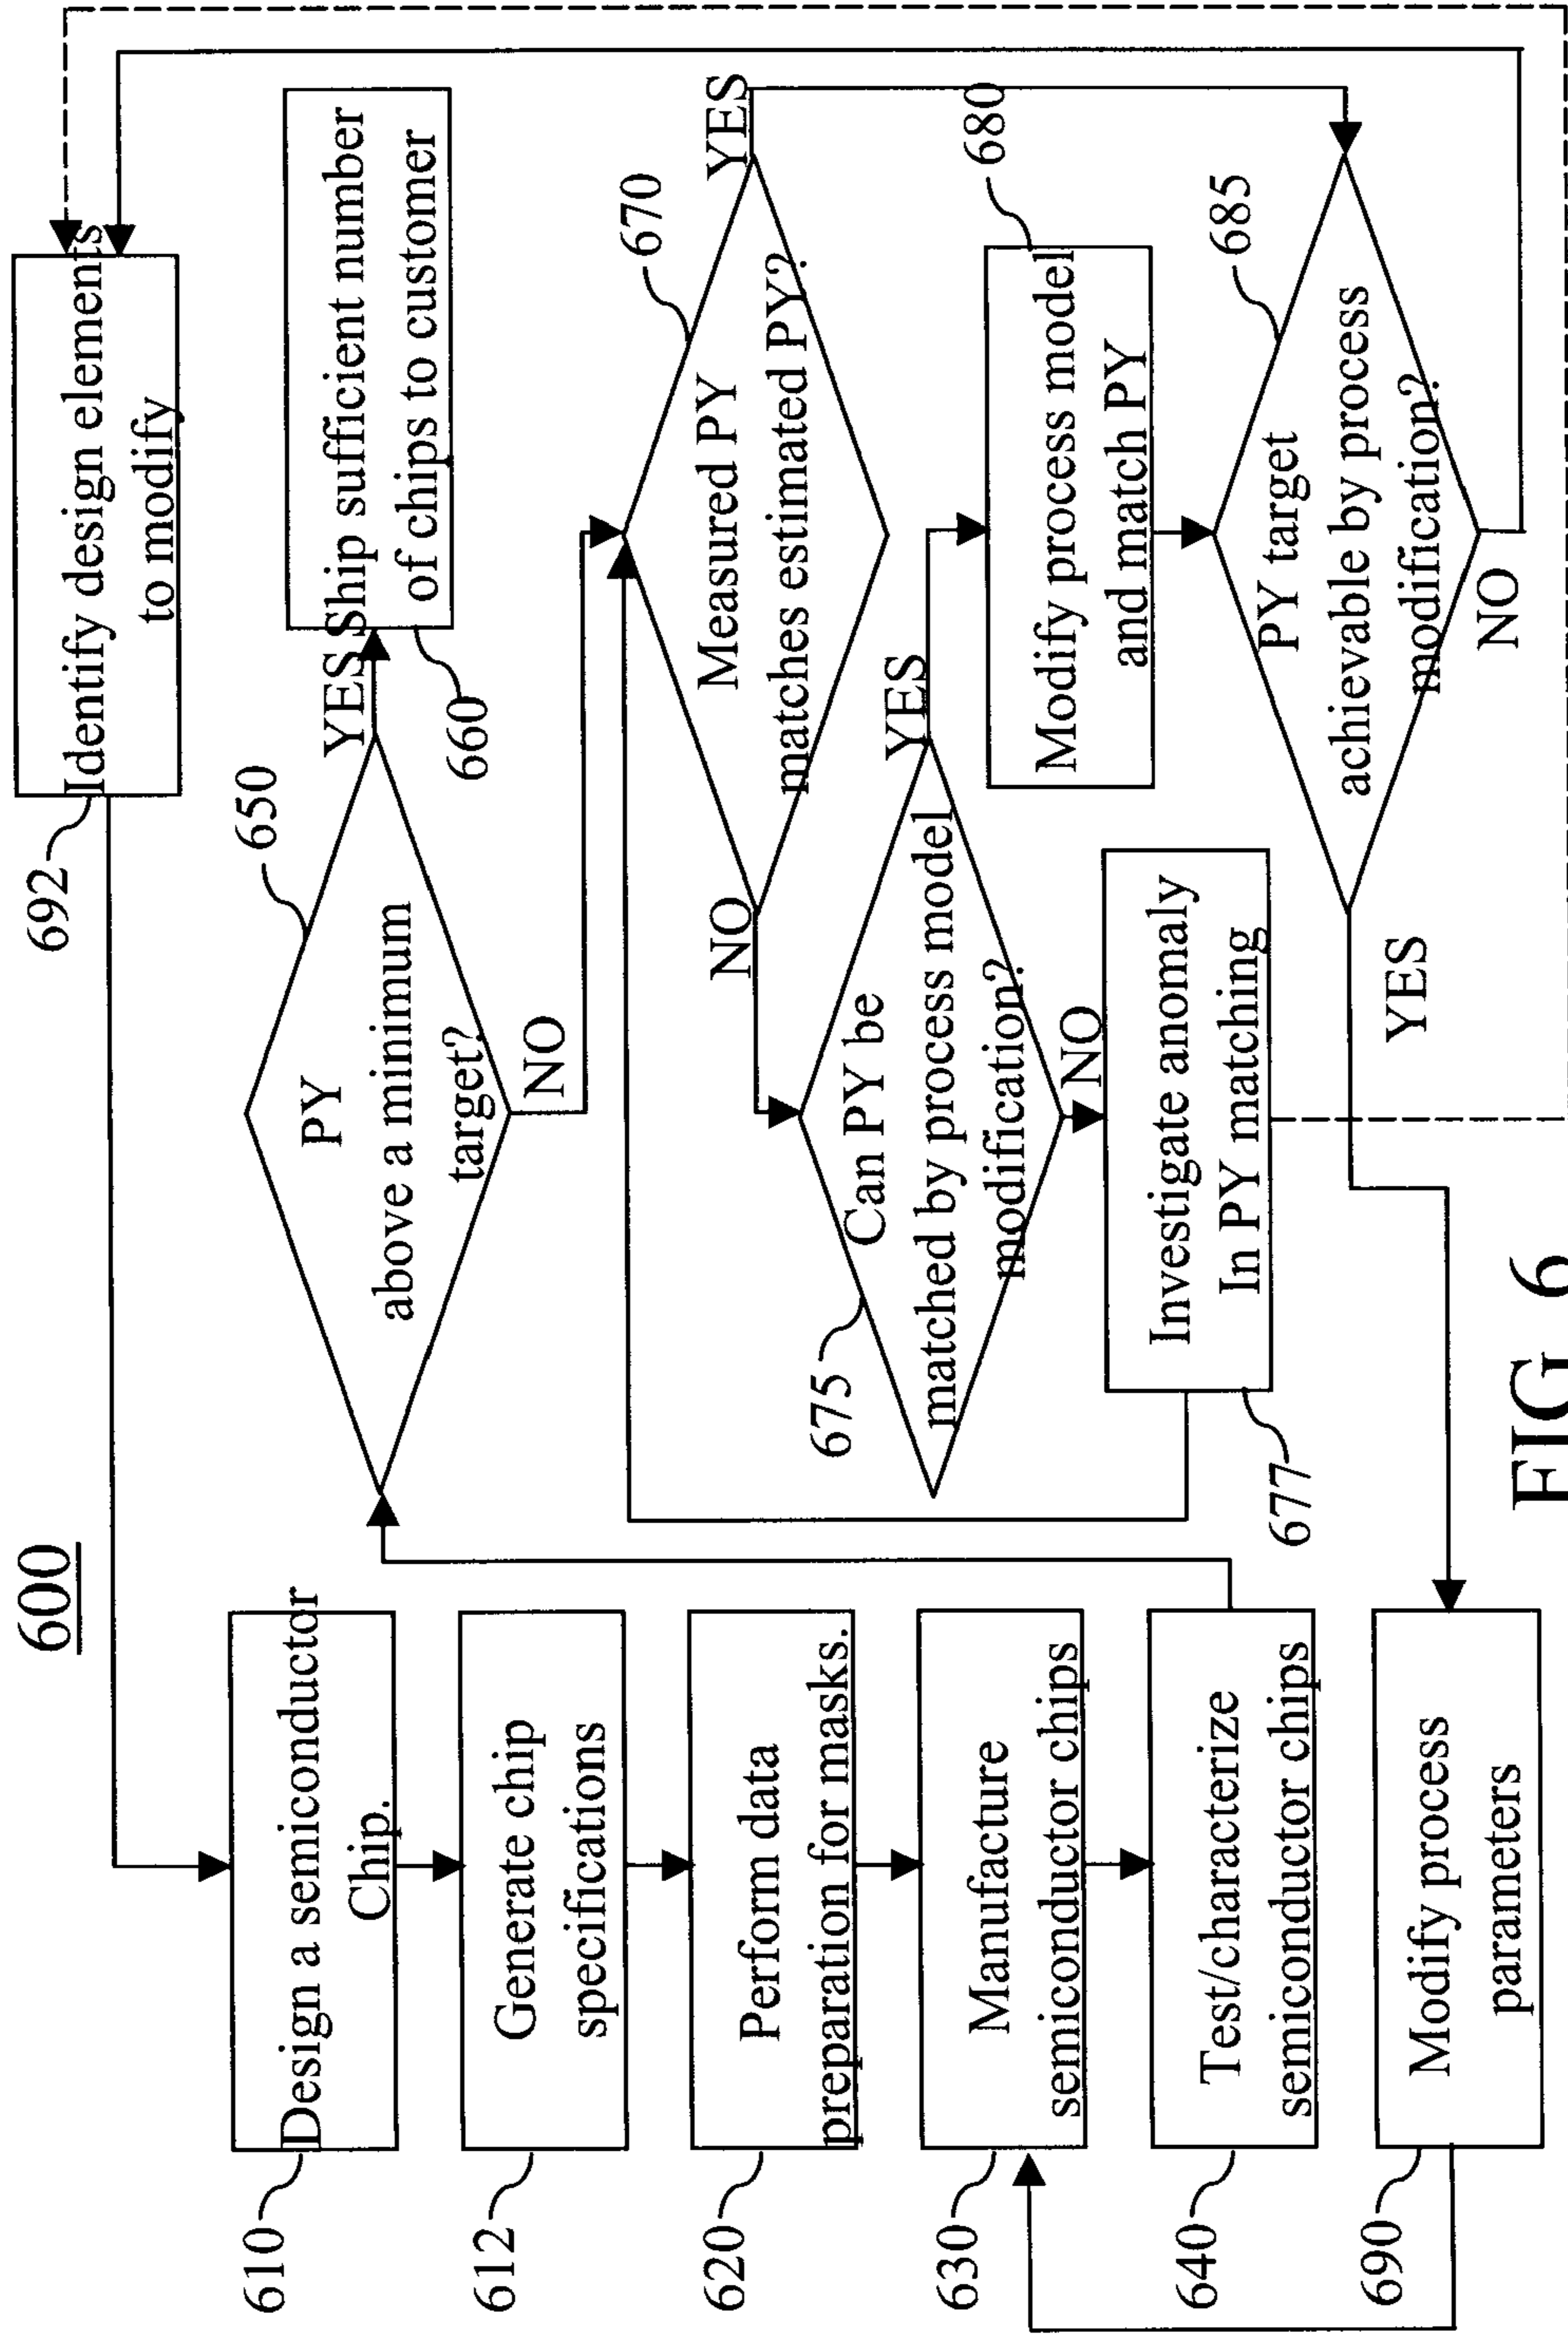 600
692
Identify design elements
to modify
610
Design a semiconductor
Chip.
612
Generate chip
specifications
620
Perform data
preparation for masks.
630
Manufacture
semiconductor chips
640
Test/characterize
semiconductor chips
690
Modify process
parameters
650
PY
above a minimum
target?
YES
NO
660
Ship sufficient number
of chips to customer
670
Measured PY
matches estimated PY?
YES
NO
675
Can PY be
matched by process model
modification?
YES
NO
677
Investigate anomaly
In PY matching
680
Modify process model
and match PY
685
PY target
achievable by process
modification?
YES
NO
FIG 6